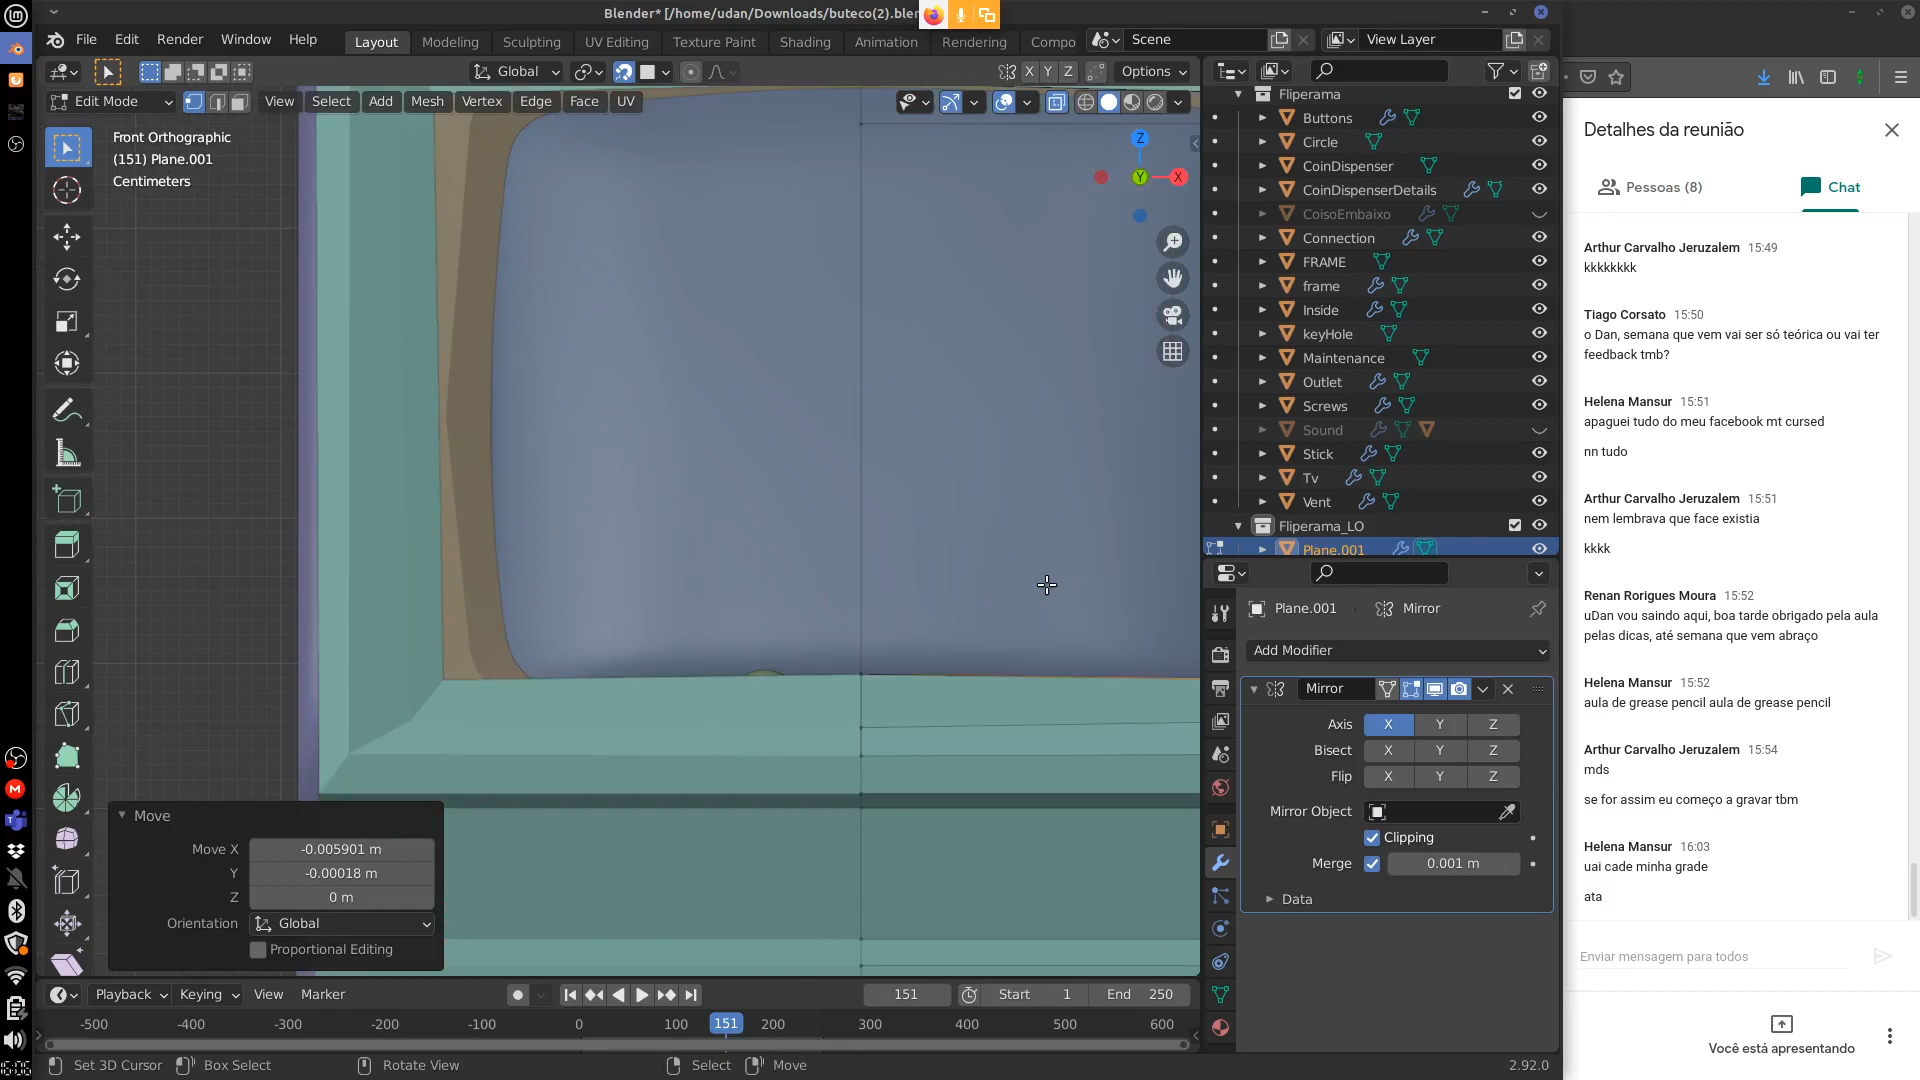 Blender* [/home/udan/Downloads/buteco(2).blen
File Edit Render Window Help
Layout Modeling Sculpting UV Editing Texture Paint Shading Animation Rendering Compo
Scene
View Layer
Global
X Y Z
Options
Edit Mode
View Select Add Mesh Vertex Edge Face UV
Front Orthographic
(151) Plane.001
Centimeters
Z
Y
X
Move
Move X -0.005901 m
Y -0.00018 m
Z 0 m
Orientation Global
Proportional Editing
Fliperama
Buttons
Circle
CoinDispenser
CoinDispenserDetails
CoisoEmbaixo
Connection
FRAME
frame
Inside
keyHole
Maintenance
Outlet
Screws
Sound
Stick
Tv
Vent
Fliperama_LO
Plane.001
Plane.001 Mirror
Add Modifier
Mirror
Axis X Y Z
Bisect X Y Z
Flip X Y Z
Mirror Object
Clipping
Merge 0.001 m
Data
Playback Keying View Marker
151
Start 1
End 250
-500 -400 -300 -200 -100 0 100 151 200 300 400 500 600
Set 3D Cursor Box Select Rotate View Select Move
2.92.0
Detalhes da reunião
Pessoas (8)
Chat
Arthur Carvalho Jeruzalem 15:49
kkkkkkkk
Tiago Corsato 15:50
o Dan, semana que vem vai ser só teórica ou vai ter
feedback tmb?
Helena Mansur 15:51
apaguei tudo do meu facebook mt cursed
nn tudo
Arthur Carvalho Jeruzalem 15:51
nem lembrava que face existia
kkkk
Renan Rorigues Moura 15:52
uDan vou saindo aqui, boa tarde obrigado pela aula
pelas dicas, até semana que vem abraço
Helena Mansur 15:52
aula de grease pencil aula de grease pencil
Arthur Carvalho Jeruzalem 15:54
mds
se for assim eu começo a gravar tbm
Helena Mansur 16:03
uai cade minha grade
ata
Enviar mensagem para todos
Você está apresentando